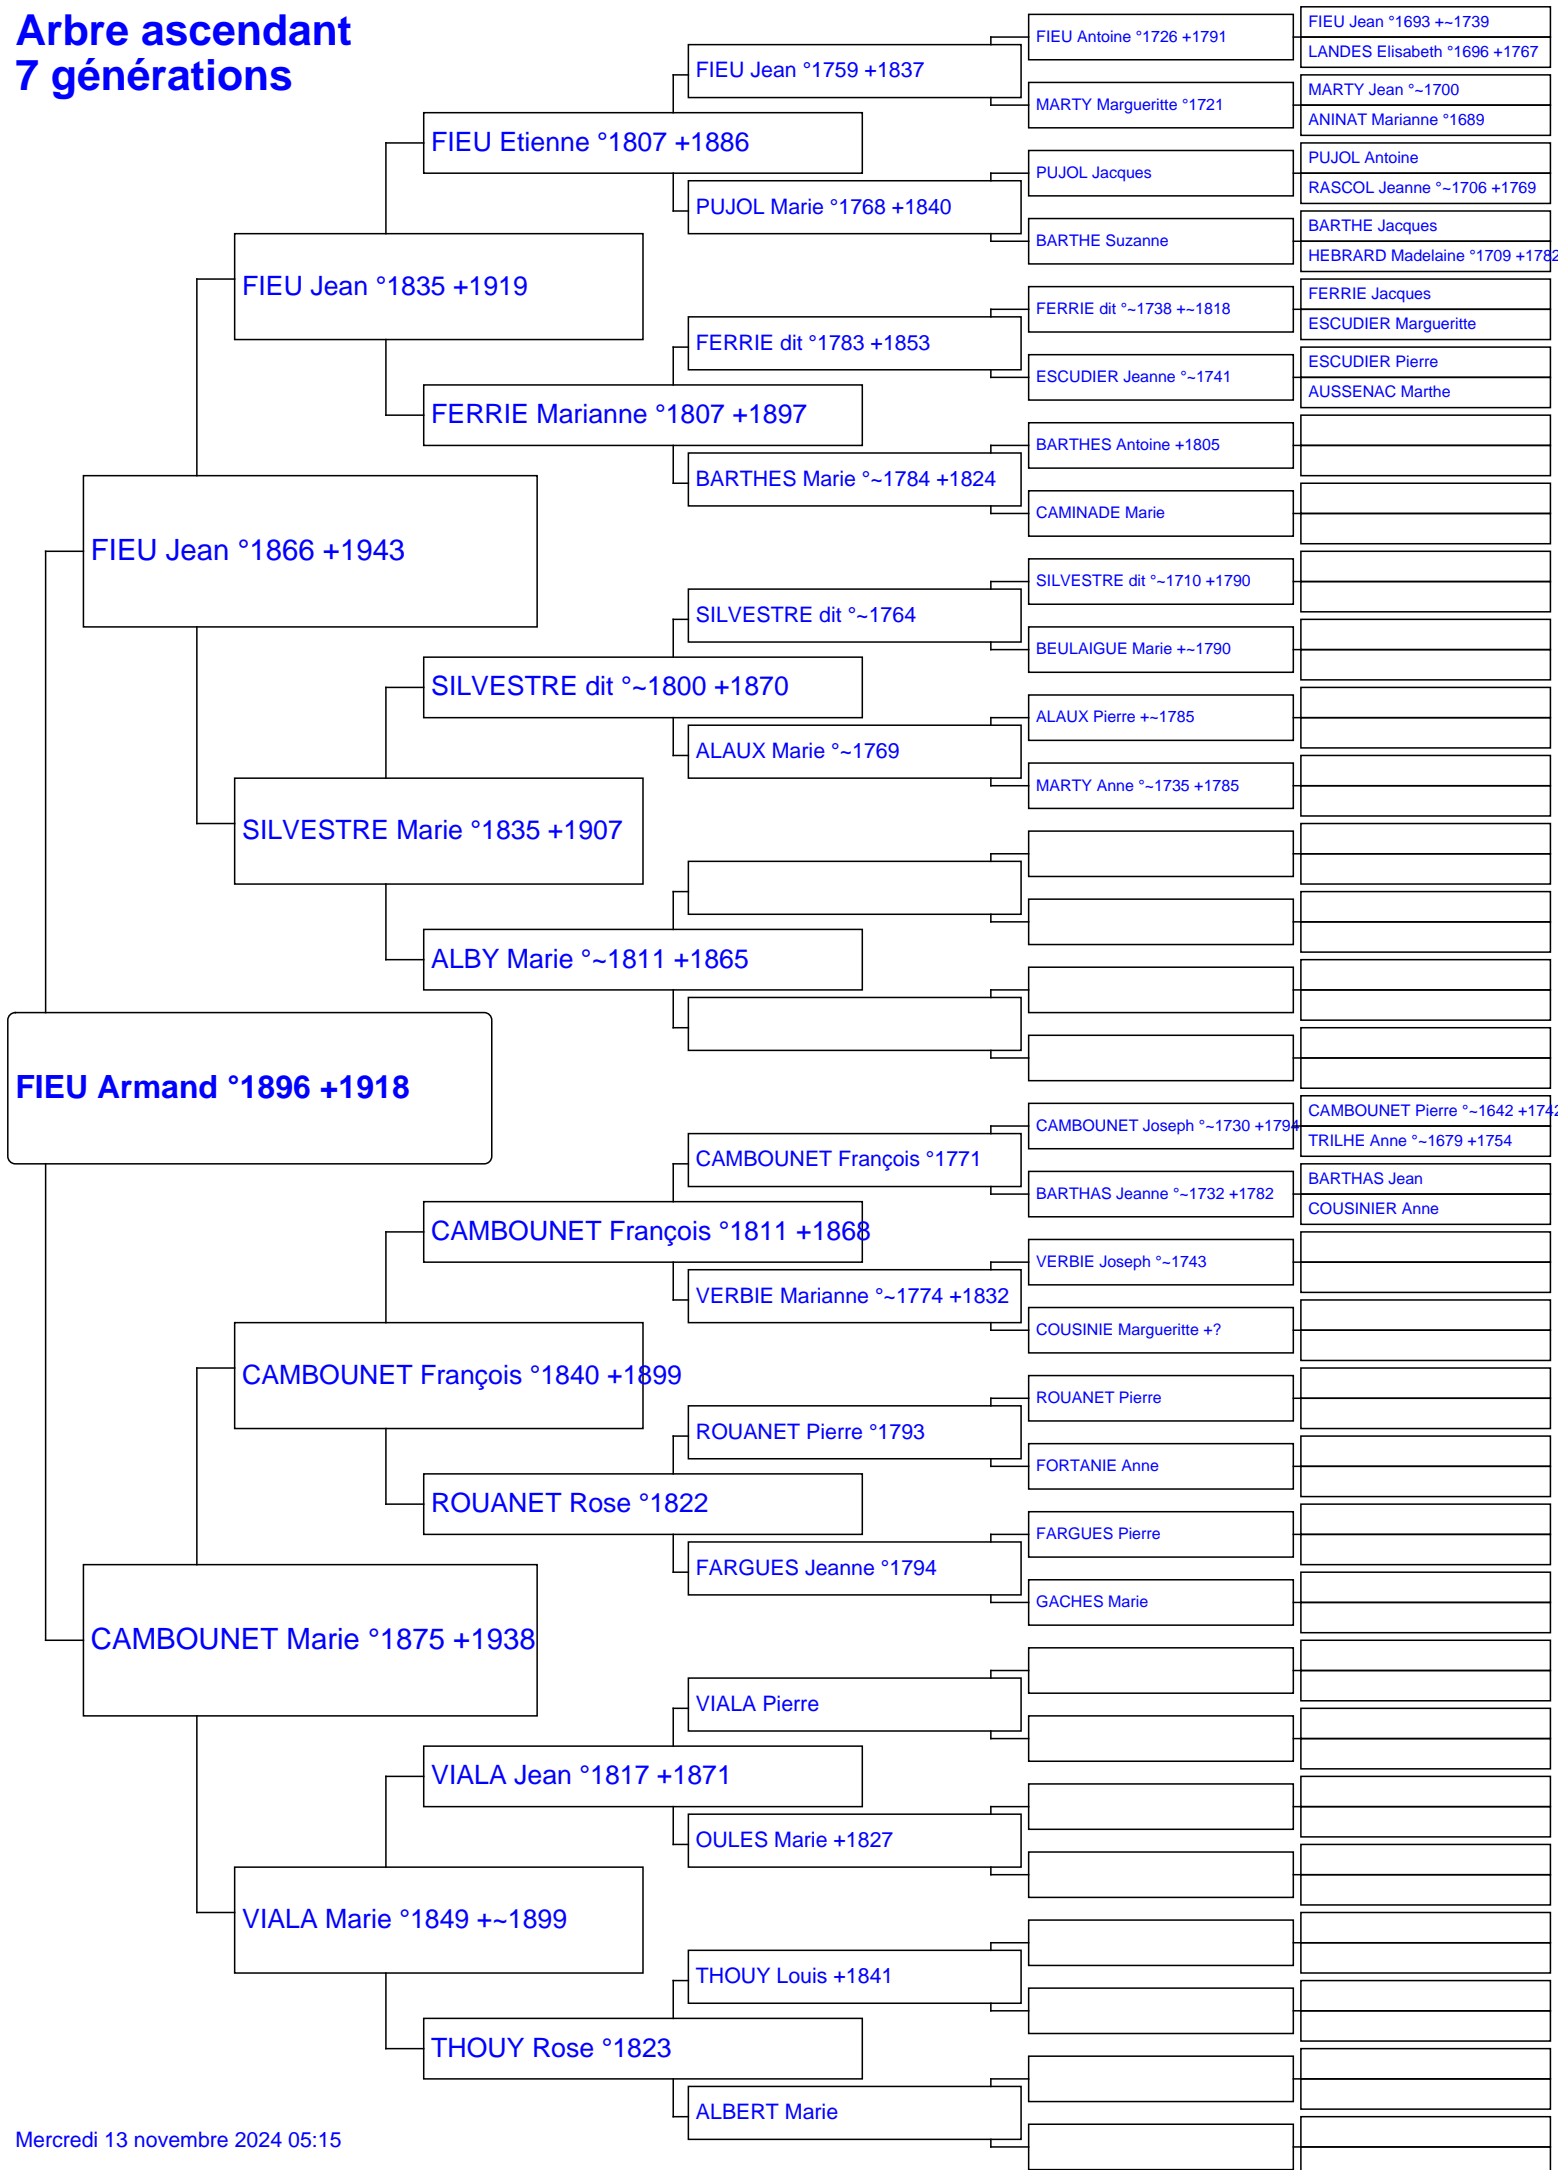 Arbre ascendant
7 générations
FIEU Armand °1896 +1918
FIEU Jean °1866 +1943
CAMBOUNET Marie °1875 +1938
FIEU Jean °1835 +1919
SILVESTRE Marie °1835 +1907
CAMBOUNET François °1840 +1899
VIALA Marie °1849 +~1899
FIEU Etienne °1807 +1886
FERRIE Marianne °1807 +1897
SILVESTRE dit °~1800 +1870
ALBY Marie °~1811 +1865
CAMBOUNET François °1811 +1868
ROUANET Rose °1822
VIALA Jean °1817 +1871
THOUY Rose °1823
FIEU Jean °1759 +1837
PUJOL Marie °1768 +1840
FERRIE dit °1783 +1853
BARTHES Marie °~1784 +1824
SILVESTRE dit °~1764
ALAUX Marie °~1769
CAMBOUNET François °1771
VERBIE Marianne °~1774 +1832
ROUANET Pierre °1793
FARGUES Jeanne °1794
VIALA Pierre
OULES Marie +1827
THOUY Louis +1841
ALBERT Marie
FIEU Antoine °1726 +1791
MARTY Margueritte °1721
PUJOL Jacques
BARTHE Suzanne
FERRIE dit °~1738 +~1818
ESCUDIER Jeanne °~1741
BARTHES Antoine +1805
CAMINADE Marie
SILVESTRE dit °~1710 +1790
BEULAIGUE Marie +~1790
ALAUX Pierre +~1785
MARTY Anne °~1735 +1785
CAMBOUNET Joseph °~1730 +1794
BARTHAS Jeanne °~1732 +1782
VERBIE Joseph °~1743
COUSINIE Margueritte +?
ROUANET Pierre
FORTANIE Anne
FARGUES Pierre
GACHES Marie
FIEU Jean °1693 +~1739
LANDES Elisabeth °1696 +1767
MARTY Jean °~1700
ANINAT Marianne °1689
PUJOL Antoine
RASCOL Jeanne °~1706 +1769
BARTHE Jacques
HEBRARD Madelaine °1709 +1782
FERRIE Jacques
ESCUDIER Margueritte
ESCUDIER Pierre
AUSSENAC Marthe
CAMBOUNET Pierre °~1642 +1742
TRILHE Anne °~1679 +1754
BARTHAS Jean
COUSINIER Anne
Mercredi 13 novembre 2024 05:15